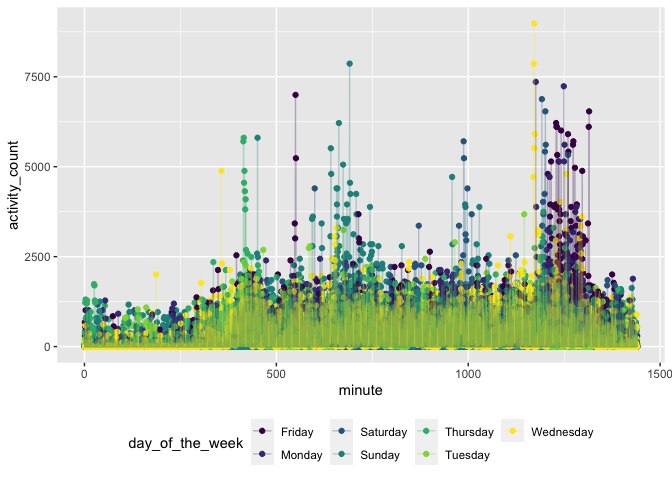 7500
5000
2500
0
activity_count
0 500 1000 1500
minute
day_of_the_week
Friday Saturday Thursday Wednesday
Monday Sunday Tuesday